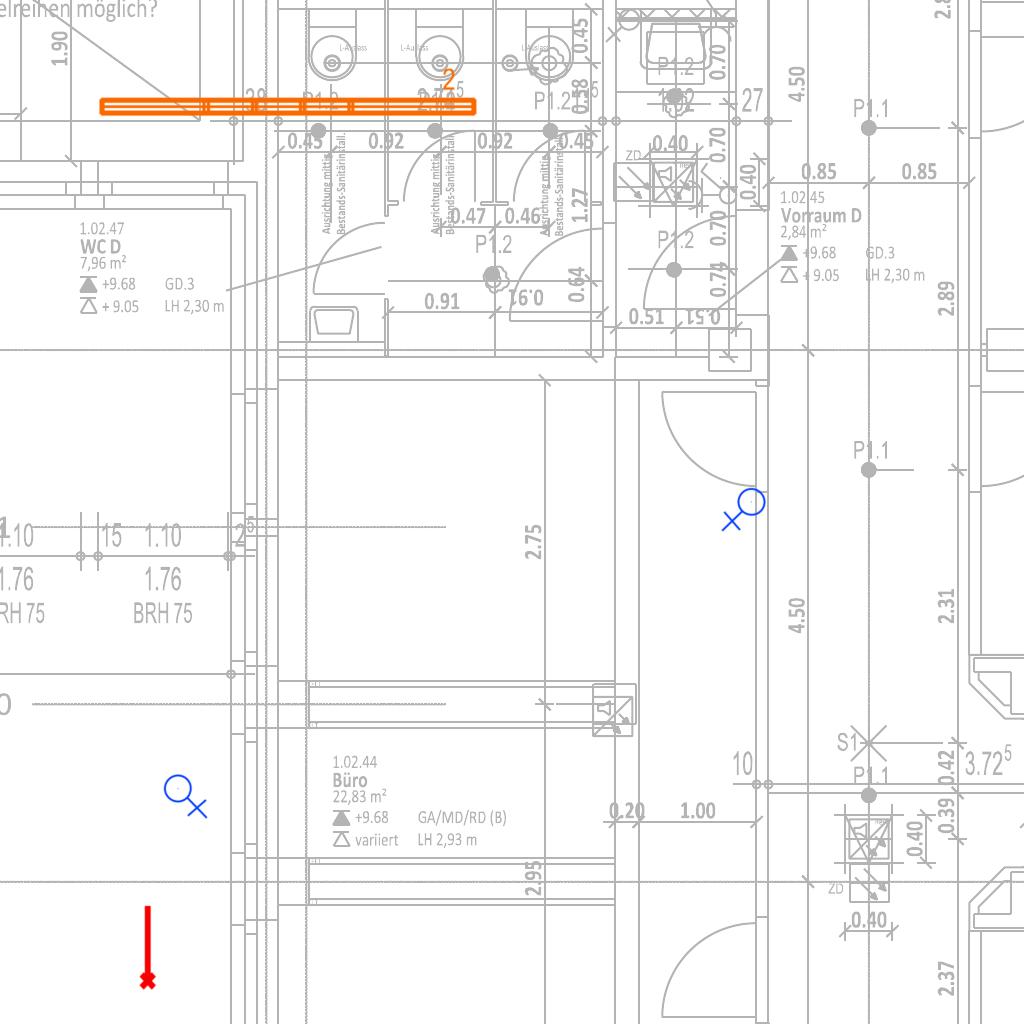 elreihen möglich?
1.90
L-Auslass
0.45
P1.2
0.70
4.50
2
0.58
27
P1.1
0.45
0.92
0.92
0.45
0.40
0.70
ZD
0.40
0.85
0.85
Ausrichtung mittig
Bestands-Sanitärinstall.
Ausrichtung mittig
Bestands-Sanitärinstall.
Ausrichtung mittig
Bestands-Sanitärinstall.
1.27
0.47
0.46
0.70
1.02.45
Vorraum D
2,84 m²
+9.68 GD.3
+ 9.05 LH 2,30 m
1.02.47
WC D
7,96 m²
+9.68 GD.3
+ 9.05 LH 2,30 m
P1.2
P1.2
0.64
0.74
2.89
0.91
0.91
0.51
0.51
P1.1
2.75
1.10
15
1.10
1.76
1.76
RH 75
BRH 75
4.50
2.31
S1
10
3.72⁵
P1.1
0.42
1.02.44
Büro
22,83 m²
+9.68 GA/MD/RD (B)
variiert LH 2,93 m
0.20
1.00
0.39
0.40
2.95
ZD
0.40
2.37